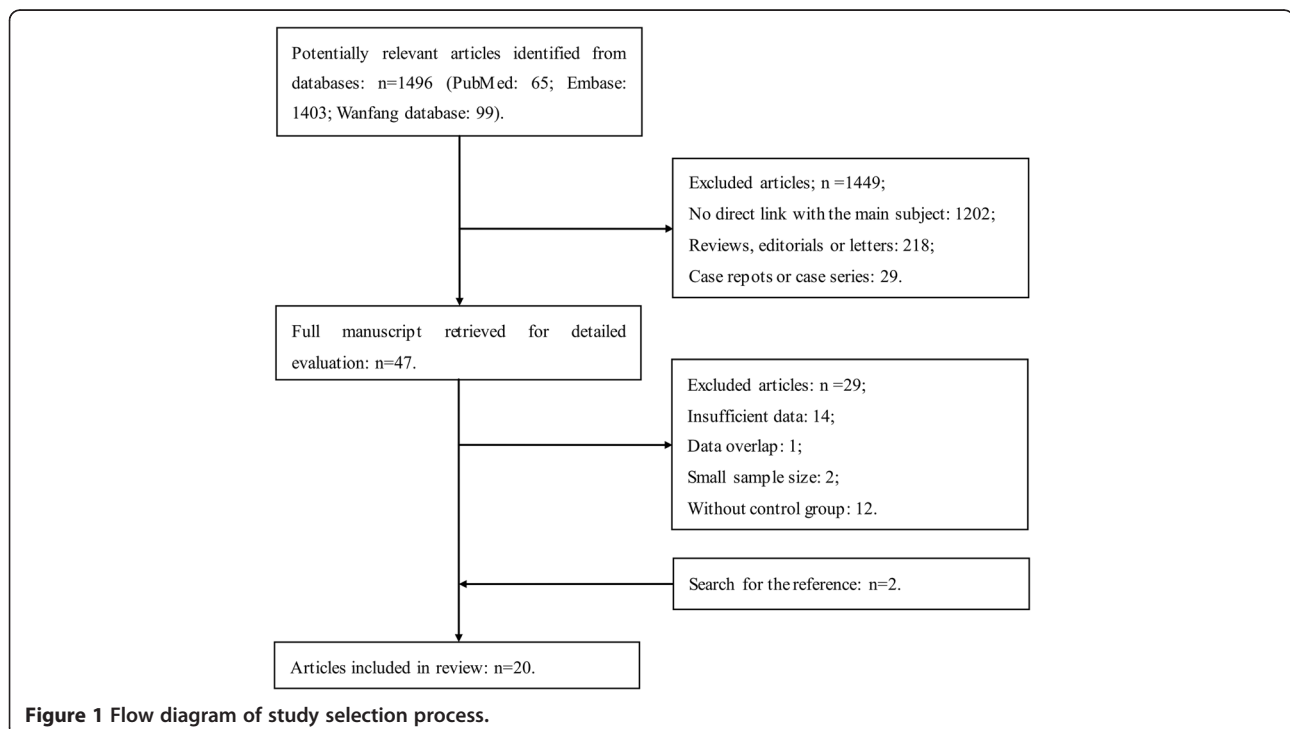 Potentially relevant articles identified from
databases: n=1496 (PubMed: 65; Embase:
1403; Wanfang database: 99).
Excluded articles; n =1449;
No direct link with the main subject: 1202;
Reviews, editorials or letters: 218;
Case repots or case series: 29.
Full manuscript retrieved for detailed
evaluation: n=47.
Excluded articles: n =29;
Insufficient data: 14;
Data overlap: 1;
Small sample size: 2;
Without control group: 12.
Search for the reference: n=2.
Articles included in review: n=20.
Figure 1 Flow diagram of study selection process.